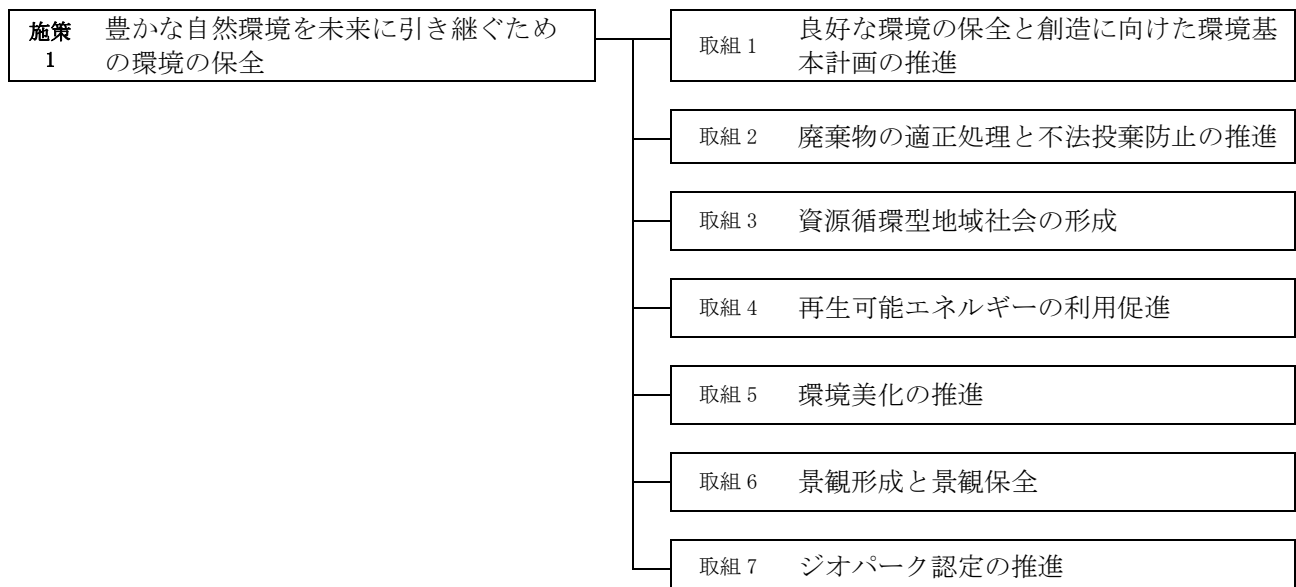 施策
1
豊かな自然環境を未来に引き継ぐため
の環境の保全
取組 1
良好な環境の保全と創造に向けた環境基
本計画の推進
取組 2 廃棄物の適正処理と不法投棄防止の推進
取組 3 資源循環型地域社会の形成
取組 4 再生可能エネルギーの利用促進
取組 5 環境美化の推進
取組 6 景観形成と景観保全
取組 7 ジオパーク認定の推進